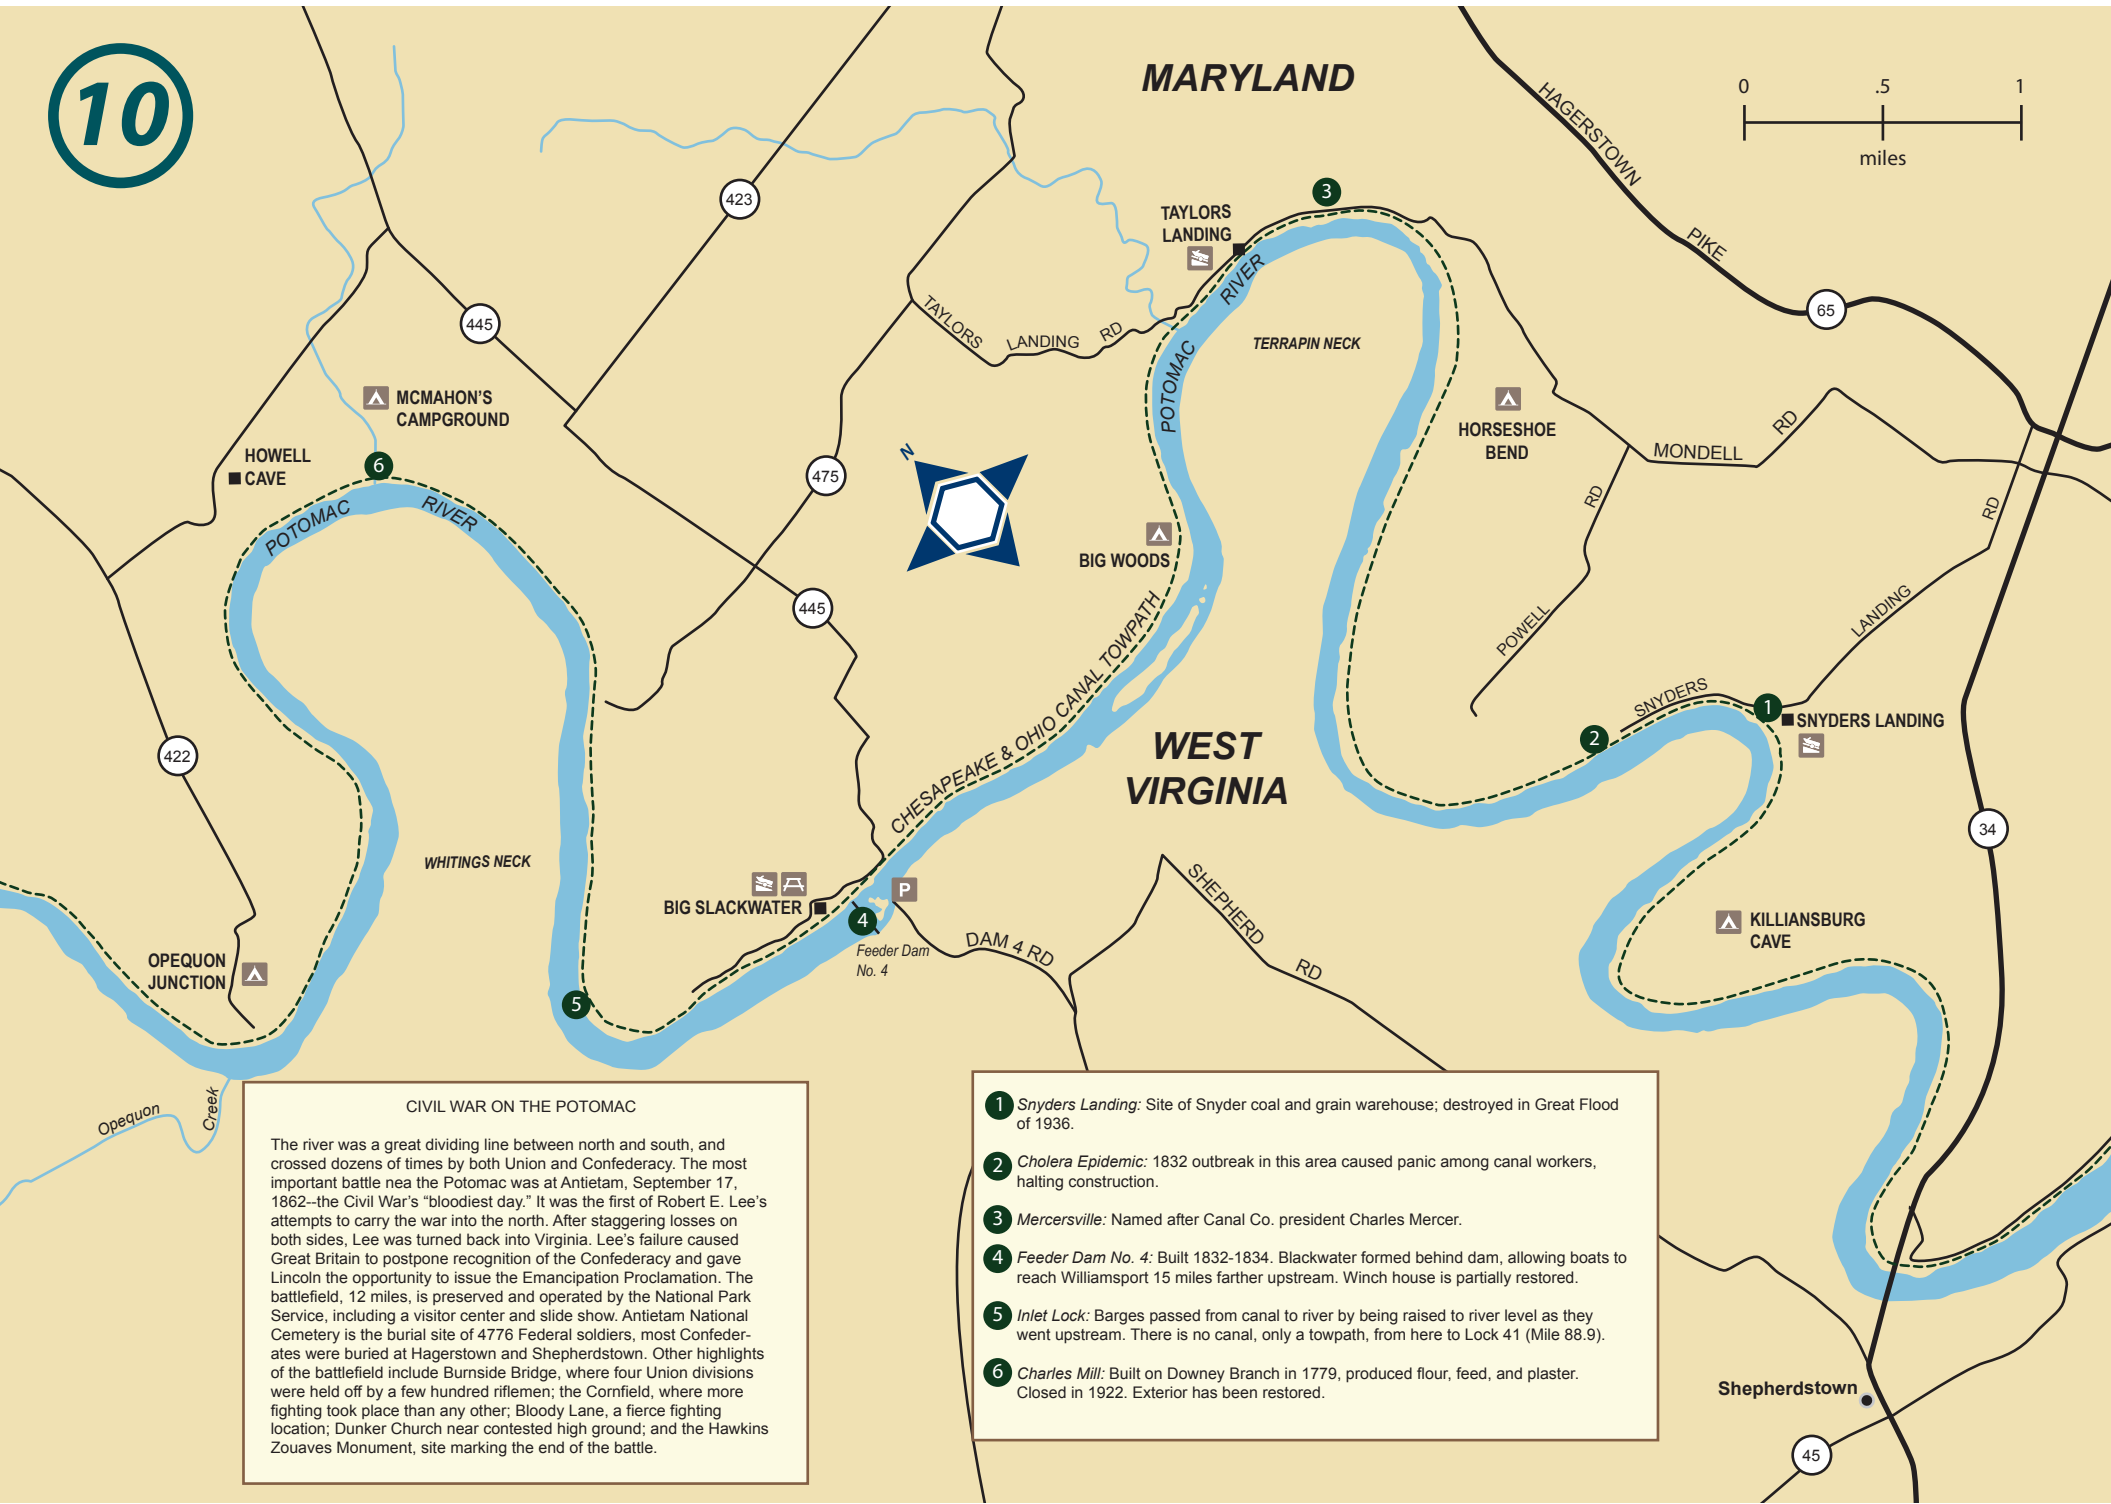 10
MARYLAND
0 .5 1
miles
HAGERSTOWN
PIKE
65
423
445
TAYLORS
LANDING
3
RIVER
POTOMAC
TERRAPIN NECK
TAYLORS LANDING RD
MCMAHON'S
CAMPGROUND
HOWELL
CAVE
6
POTOMAC RIVER
N
475
445
HORSESHOE
BEND
MONDELL RD
POWELL RD
BIG WOODS
CHESAPEAKE & OHIO CANAL TOWPATH
SNYDERS LANDING RD
1
SNYDERS LANDING
2
WEST
VIRGINIA
422
34
WHITINGS NECK
BIG SLACKWATER
P
4
Feeder Dam
No. 4
DAM 4 RD
SHEPHERD RD
KILLIANSBURG
CAVE
OPEQUON
JUNCTION
5
Opequon Creek
CIVIL WAR ON THE POTOMAC
The river was a great dividing line between north and south, and
crossed dozens of times by both Union and Confederacy. The most
important battle nea the Potomac was at Antietam, September 17,
1862--the Civil War's “bloodiest day.” It was the first of Robert E. Lee's
attempts to carry the war into the north. After staggering losses on
both sides, Lee was turned back into Virginia. Lee's failure caused
Great Britain to postpone recognition of the Confederacy and gave
Lincoln the opportunity to issue the Emancipation Proclamation. The
battlefield, 12 miles, is preserved and operated by the National Park
Service, including a visitor center and slide show. Antietam National
Cemetery is the burial site of 4776 Federal soldiers, most Confeder-
ates were buried at Hagerstown and Shepherdstown. Other highlights
of the battlefield include Burnside Bridge, where four Union divisions
were held off by a few hundred riflemen; the Cornfield, where more
fighting took place than any other; Bloody Lane, a fierce fighting
location; Dunker Church near contested high ground; and the Hawkins
Zouaves Monument, site marking the end of the battle.
1 Snyders Landing: Site of Snyder coal and grain warehouse; destroyed in Great Flood
of 1936.
2 Cholera Epidemic: 1832 outbreak in this area caused panic among canal workers,
halting construction.
3 Mercersville: Named after Canal Co. president Charles Mercer.
4 Feeder Dam No. 4: Built 1832-1834. Blackwater formed behind dam, allowing boats to
reach Williamsport 15 miles farther upstream. Winch house is partially restored.
5 Inlet Lock: Barges passed from canal to river by being raised to river level as they
went upstream. There is no canal, only a towpath, from here to Lock 41 (Mile 88.9).
6 Charles Mill: Built on Downey Branch in 1779, produced flour, feed, and plaster.
Closed in 1922. Exterior has been restored.
Shepherdstown
45